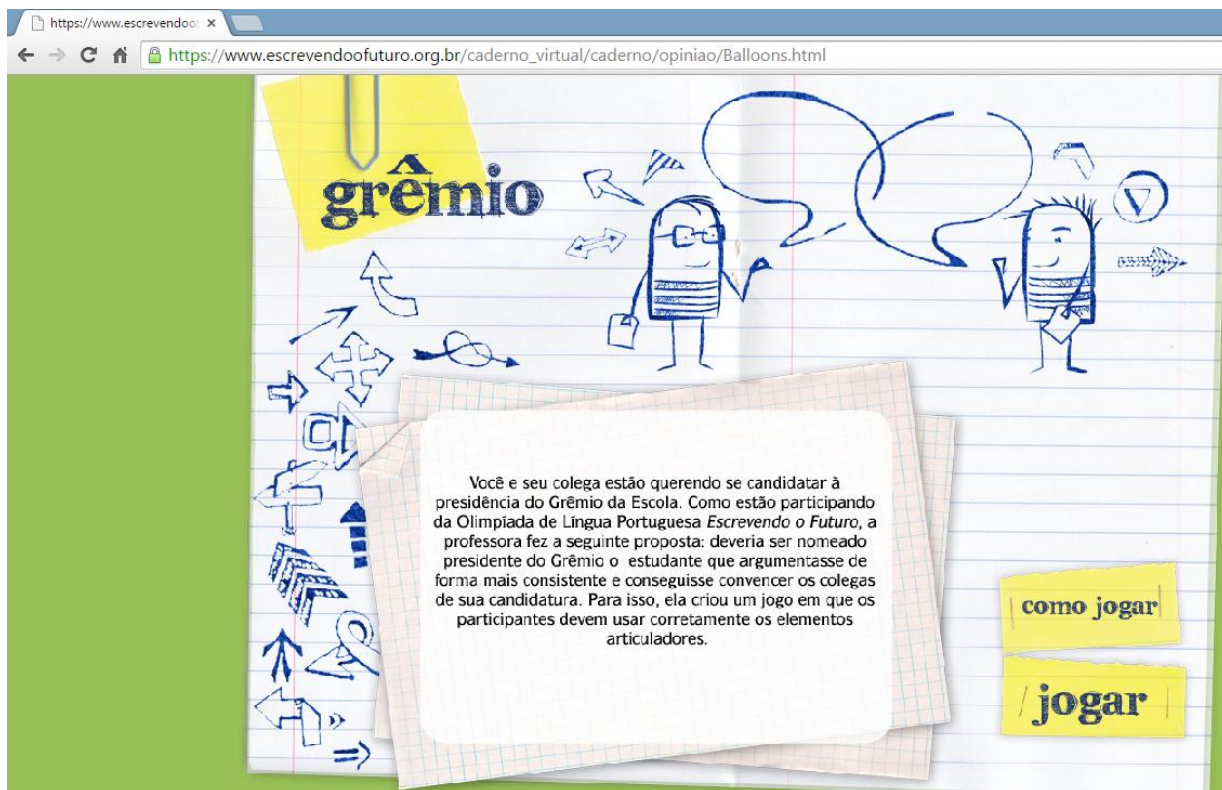 https://www.escrevendoo
https://www.escrevendoofuturo.org.br/caderno_virtual/caderno/opiniao/Balloons.html
grêmio
Você e seu colega estão querendo se candidatar à
presidência do Grêmio da Escola. Como estão participando
da Olimpíada de Língua Portuguesa Escrevendo o Futuro, a
professora fez a seguinte proposta: deveria ser nomeado
presidente do Grêmio o estudante que argumentasse de
forma mais consistente e conseguisse convencer os colegas
de sua candidatura. Para isso, ela criou um jogo em que os
participantes devem usar corretamente os elementos
articuladores.
como jogar
jogar